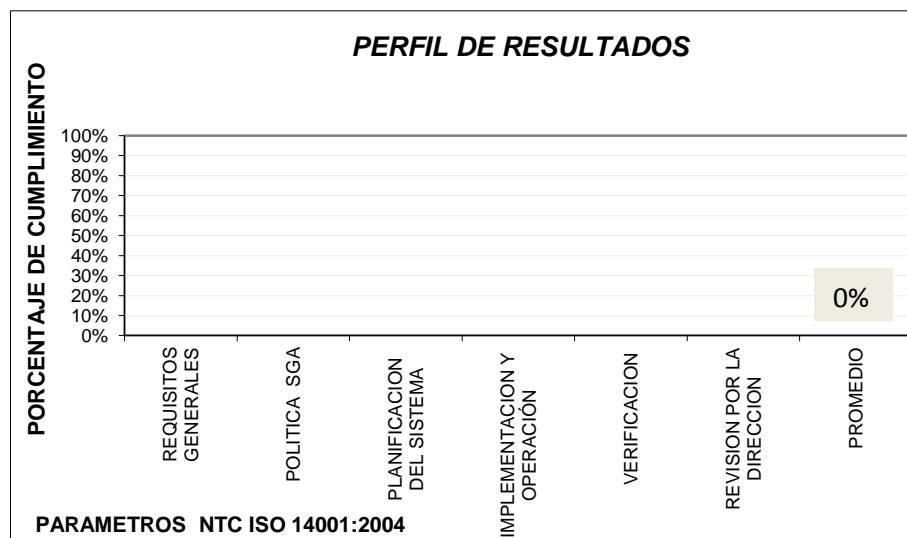 PERFIL DE RESULTADOS
PORCENTAJE DE CUMPLIMIENTO
100%
90%
80%
70%
60%
50%
40%
30%
20%
10%
0%
0%
REQUISITOS
GENERALES
POLITICA SGA
PLANIFICACION
DEL SISTEMA
IMPLEMENTACION Y
OPERACIÓN
VERIFICACION
REVISION POR LA
DIRECCION
PROMEDIO
PARAMETROS NTC ISO 14001:2004